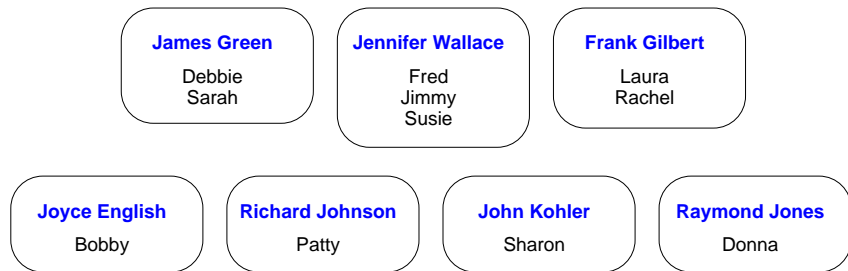 James Green
Debbie
Sarah
Jennifer Wallace
Fred
Jimmy
Susie
Frank Gilbert
Laura
Rachel
Joyce English
Bobby
Richard Johnson
Patty
John Kohler
Sharon
Raymond Jones
Donna